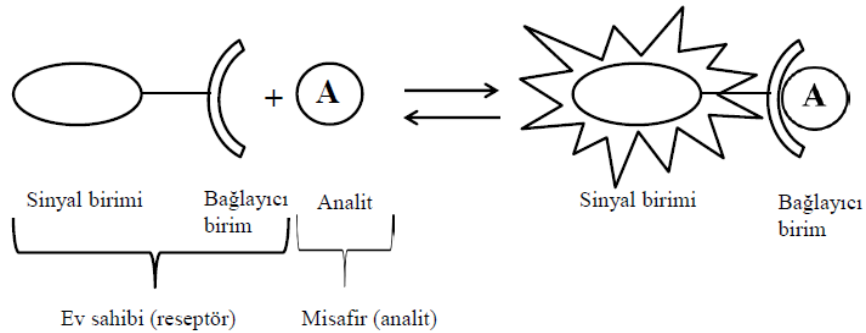 + A A
Sinyal birimi Bağlayıcı birim Analit Sinyal birimi Bağlayıcı birim
Ev sahibi (reseptör) Misafir (analit)